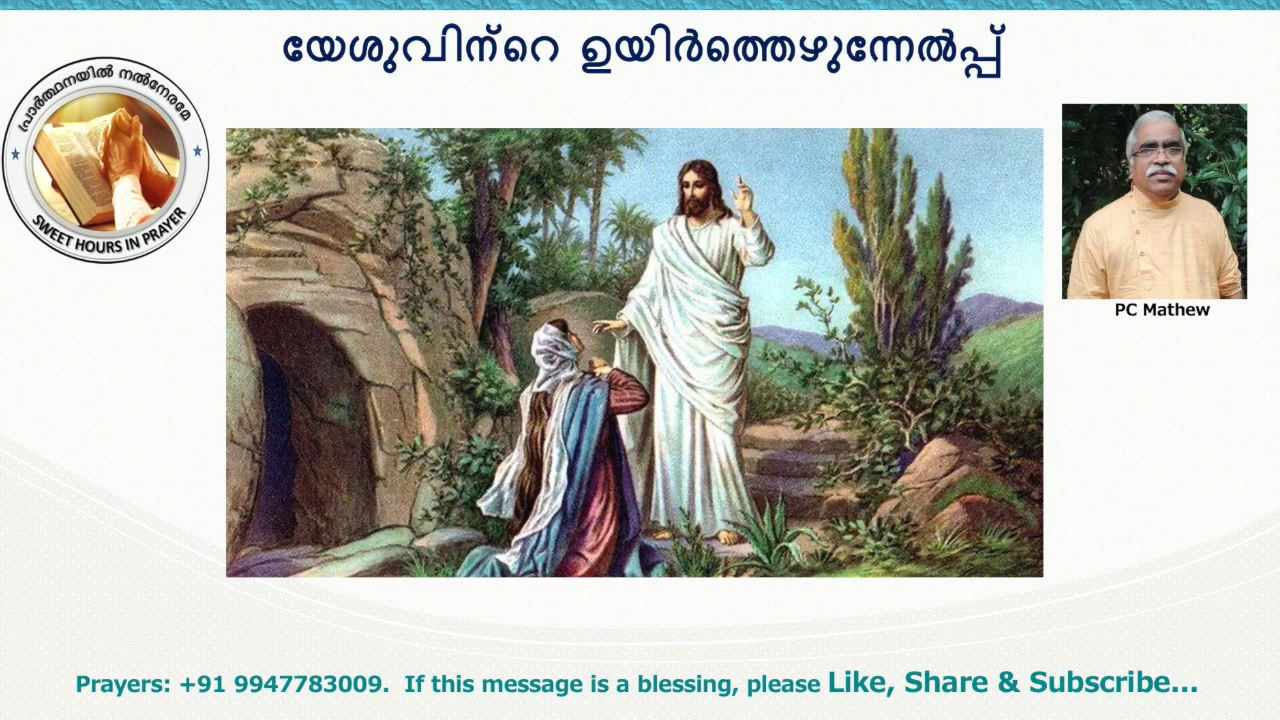 യേശുവിന്റെ ഉയിർത്തെഴുന്നേൽപ്പ്
പ്രാർത്ഥനയിൽ നൽനേരമേ
SWEET HOURS IN PRAYER
PC Mathew
Prayers: +91 9947783009. If this message is a blessing, please Like, Share & Subscribe...